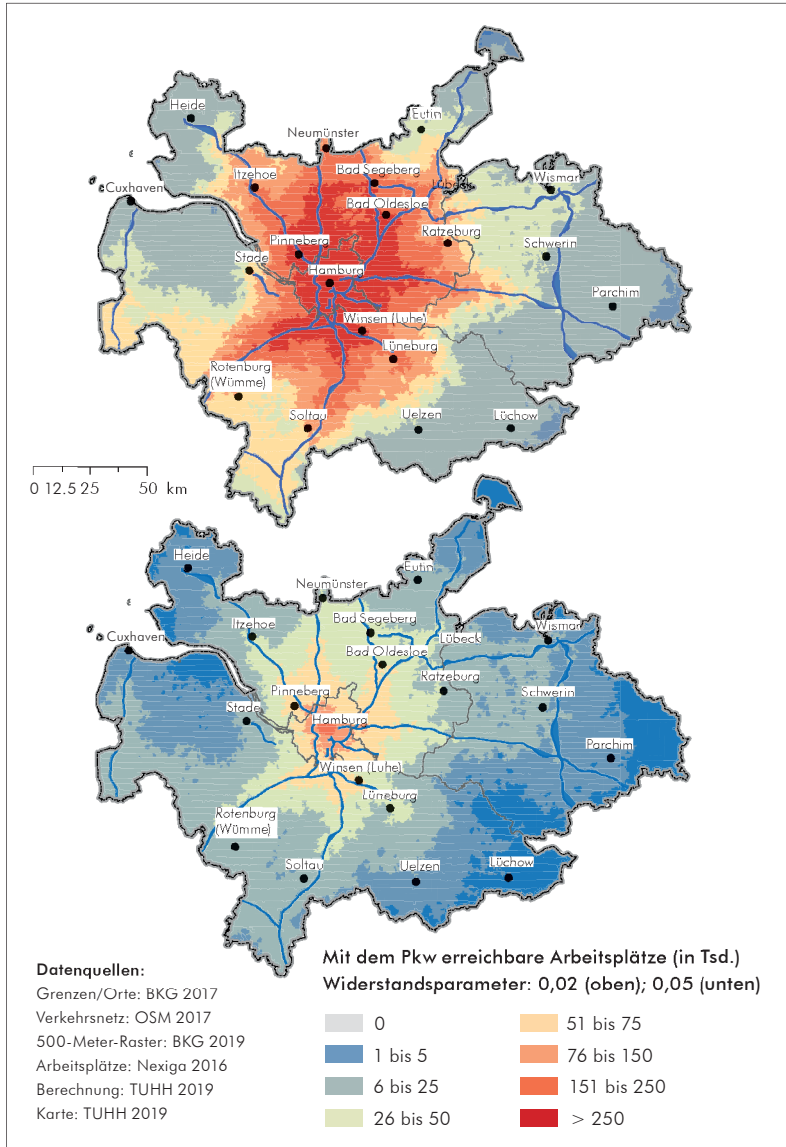 Heide
Eutin
Neumünster
Itzehoe
Bad Segeberg
Cuxhaven
Lübeck
Wismar
Bad Oldesloe
Pinneberg
Ratzeburg
Stade
Schwerin
Hamburg
Parchim
Winsen (Luhe)
Lüneburg
Rotenburg
(Wümme)
Soltau
Uelzen
Lüchow
0 12.5 25 50 km
Heide
Eutin
Neumünster
Itzehoe
Bad Segeberg
Cuxhaven
Lübeck
Wismar
Bad Oldesloe
Ratzeburg
Pinneberg
Schwerin
Stade
Hamburg
Parchim
Winsen (Luhe)
Lüneburg
Rotenburg
(Wümme)
Soltau
Uelzen
Lüchow
Datenquellen:
Grenzen/Orte: BKG 2017
Verkehrsnetz: OSM 2017
500-Meter-Raster: BKG 2019
Arbeitsplätze: Nexiga 2016
Berechnung: TUHH 2019
Karte: TUHH 2019
Mit dem Pkw erreichbare Arbeitsplätze (in Tsd.)
Widerstandsparameter: 0,02 (oben); 0,05 (unten)
0
1 bis 5
6 bis 25
26 bis 50
51 bis 75
76 bis 150
151 bis 250
> 250